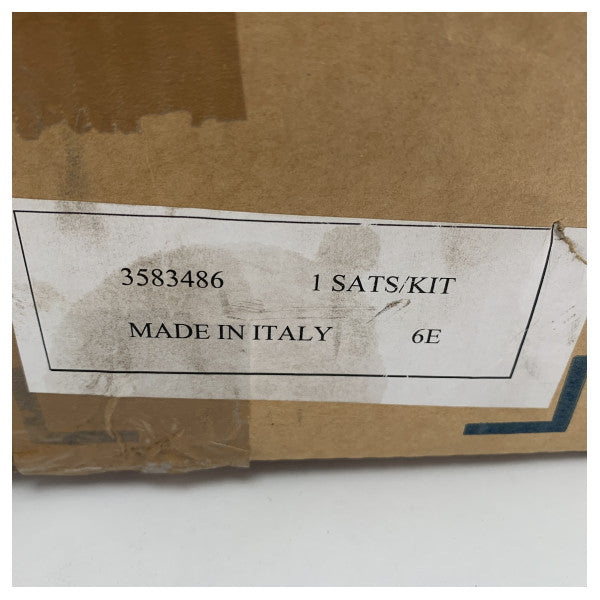 3583486 1 SATS/KIT
MADE IN ITALY 6E